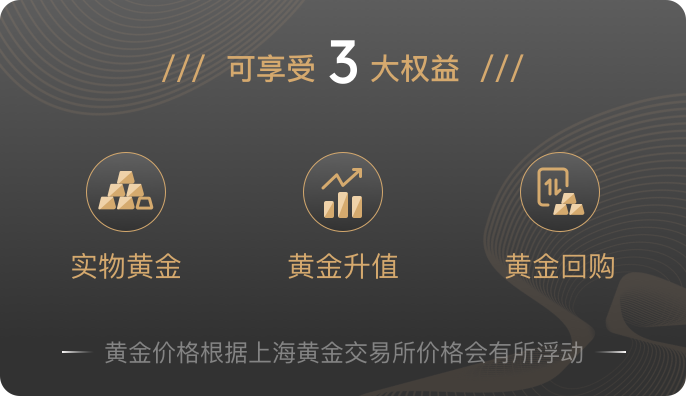 /// 可享受 3 大权益 ///
实物黄金 黄金升值 黄金回购
黄金价格根据上海黄金交易所价格会有所浮动